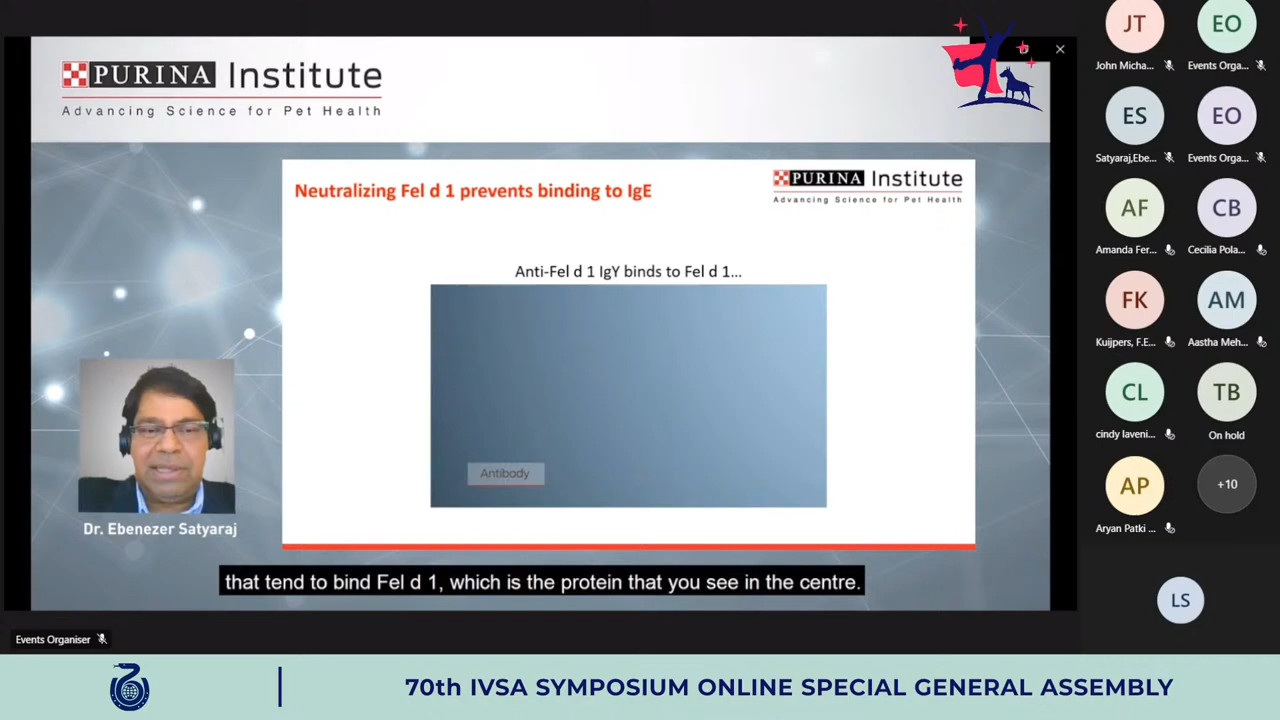 PURINA Institute
Advancing Science for Pet Health
Neutralizing Fel d 1 prevents binding to IgE
PURINA Institute
Advancing Science for Pet Health
Anti-Fel d 1 IgY binds to Fel d 1...
Antibody
Dr. Ebenezer Satyaraj
that tend to bind Fel d 1, which is the protein that you see in the centre.
Events Organiser
JT
John Micha...
EO
Events Orga...
ES
Satyaraj,Ebe...
EO
Events Orga...
AF
Amanda Fer...
CB
Cecilia Pola...
FK
Kuijpers, F.E...
AM
Aastha Meh...
CL
cindy laveni...
TB
On hold
AP
Aryan Patki ...
+10
LS
70th IVSA SYMPOSIUM ONLINE SPECIAL GENERAL ASSEMBLY